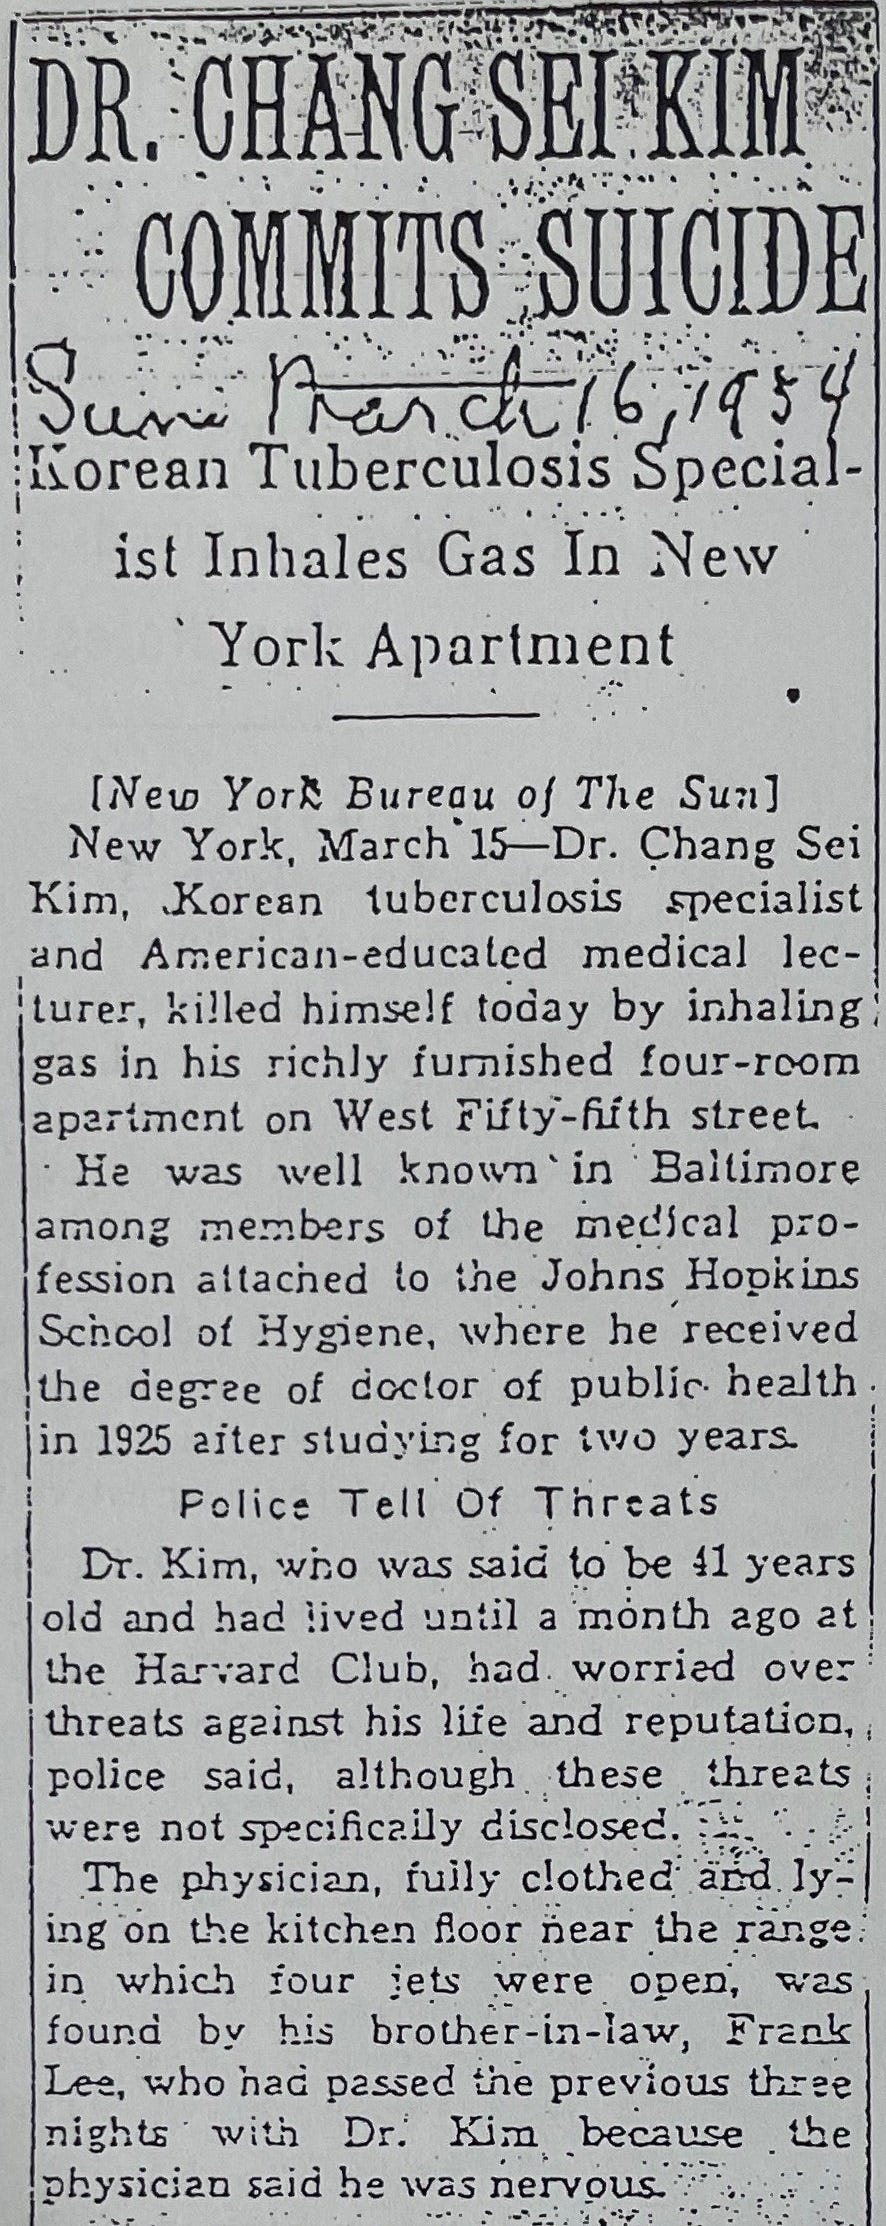 DR. CHANG SEI KIM
COMMITS SUICIDE
Sun March 16, 1934
Korean Tuberculosis Special-
ist Inhales Gas In New
York Apartment
[New York Bureau of The Sun]
New York, March 15—Dr. Chang Sei
Kim, Korean tuberculosis specialist
and American-educated medical lec-
turer, killed himself today by inhaling
gas in his richly furnished four-room
apartment on West Fifty-fifth street.
He was well known in Baltimore
among members of the medical pro-
fession attached to the Johns Hopkins
School of Hygiene, where he received
the degree of doctor of public health
in 1925 after studying for two years.
Police Tell Of Threats
Dr. Kim, who was said to be 41 years
old and had lived until a month ago at
the Harvard Club, had worried over
threats against his life and reputation,
police said, although these threats
were not specifically disclosed.
The physician, fully clothed and ly-
ing on the kitchen floor near the range
in which four jets were open, was
found by his brother-in-law, Frank
Lee, who had passed the previous three
nights with Dr. Kim because the
physician said he was nervous.